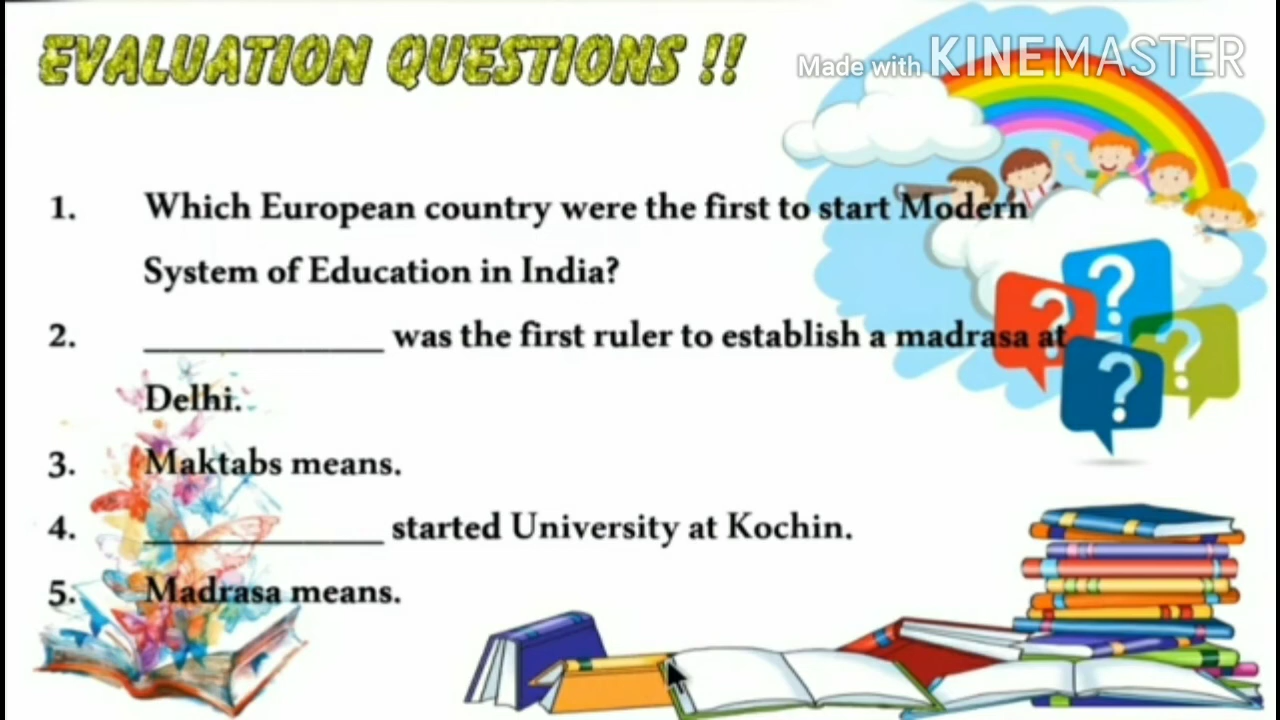 EVALUATION QUESTIONS !!
Made with KINEMASTER
1. Which European country were the first to start Modern
System of Education in India?
2. _______________ was the first ruler to establish a madrasa at
Delhi.
3. Maktabs means.
4. _______________ started University at Kochin.
5. Madrasa means.
? ? ? ?